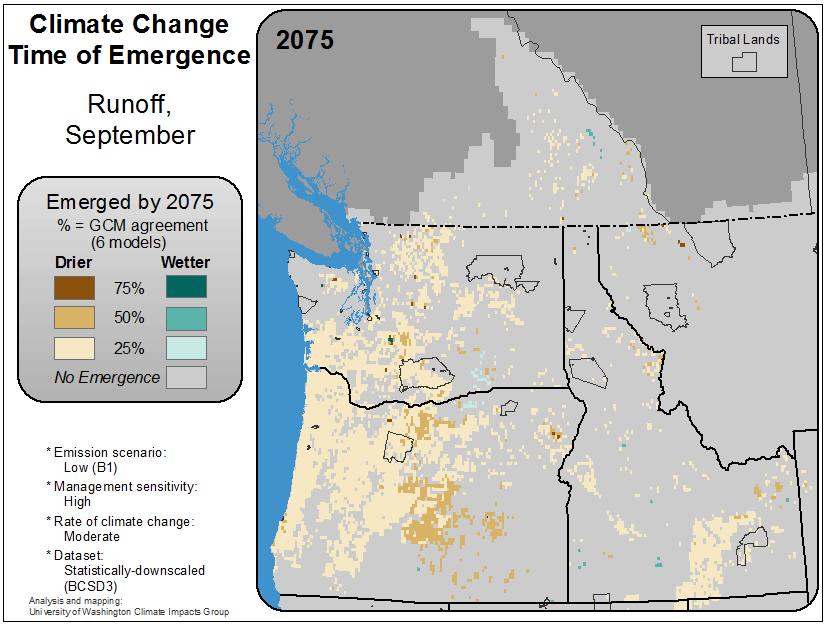 Climate Change
Time of Emergence
Runoff,
September
Emerged by 2075
% = GCM agreement
(6 models)
Drier Wetter
75%
50%
25%
No Emergence
* Emission scenario:
Low (B1)
* Management sensitivity:
High
* Rate of climate change:
Moderate
* Dataset:
Statistically-downscaled
(BCSD3)
Analysis and mapping:
University of Washington Climate Impacts Group
2075
Tribal Lands